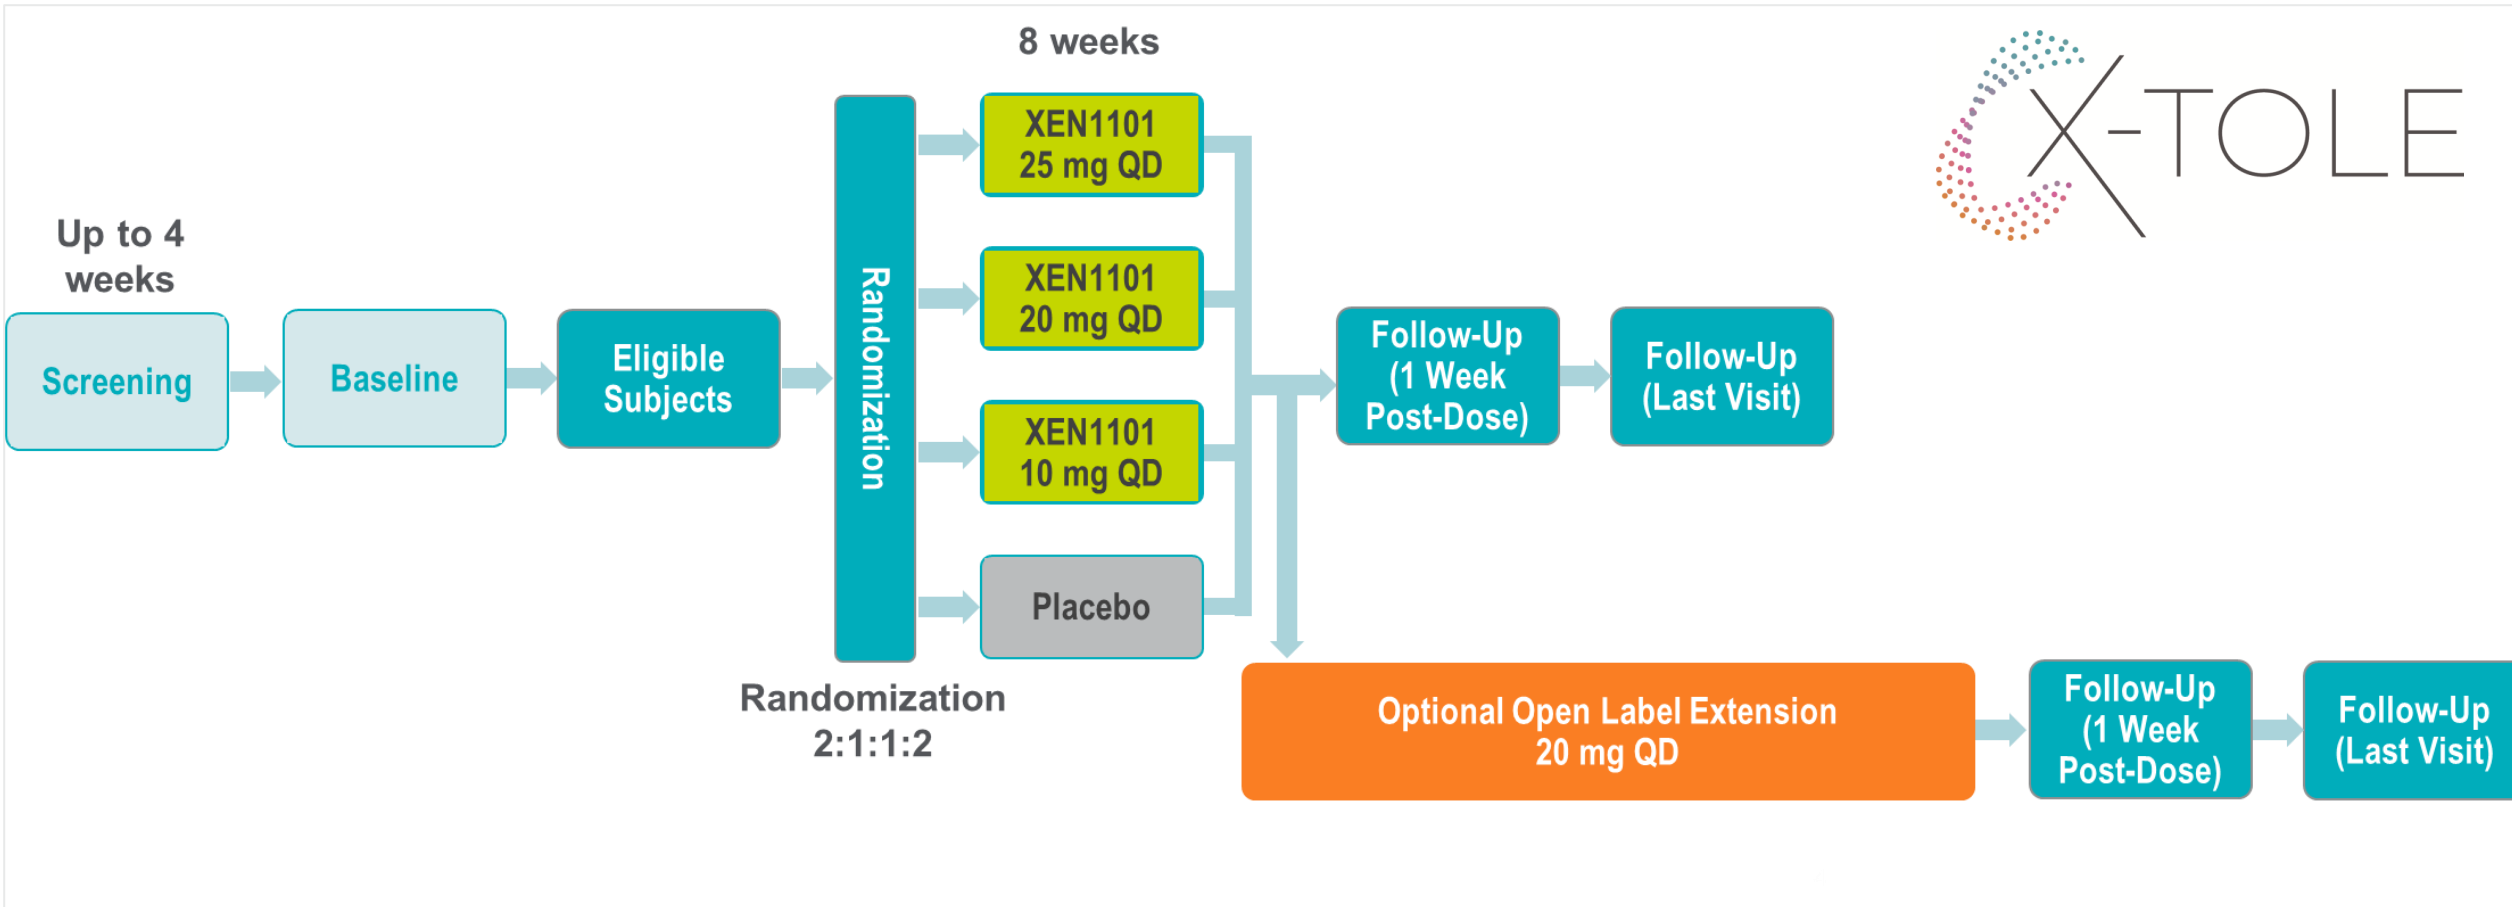 8 weeks
X-TOLE
XEN1101
25 mg QD
Up to 4
weeks
XEN1101
20 mg QD
Randomization
Screening
Baseline
Eligible
Subjects
Follow-Up
(1 Week
Post-Dose)
Follow-Up
(Last Visit)
XEN1101
10 mg QD
Placebo
Randomization
2:1:1:2
Optional Open Label Extension
20 mg QD
Follow-Up
(1 Week
Post-Dose)
Follow-Up
(Last Visit)